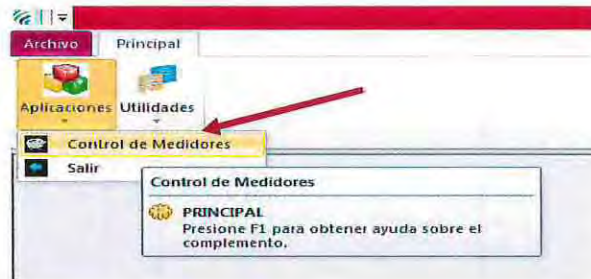 Archivo Principal
Aplicaciones Utilidades
Control de Medidores
Salir
Control de Medidores
PRINCIPAL
Presione F1 para obtener ayuda sobre el
complemento.